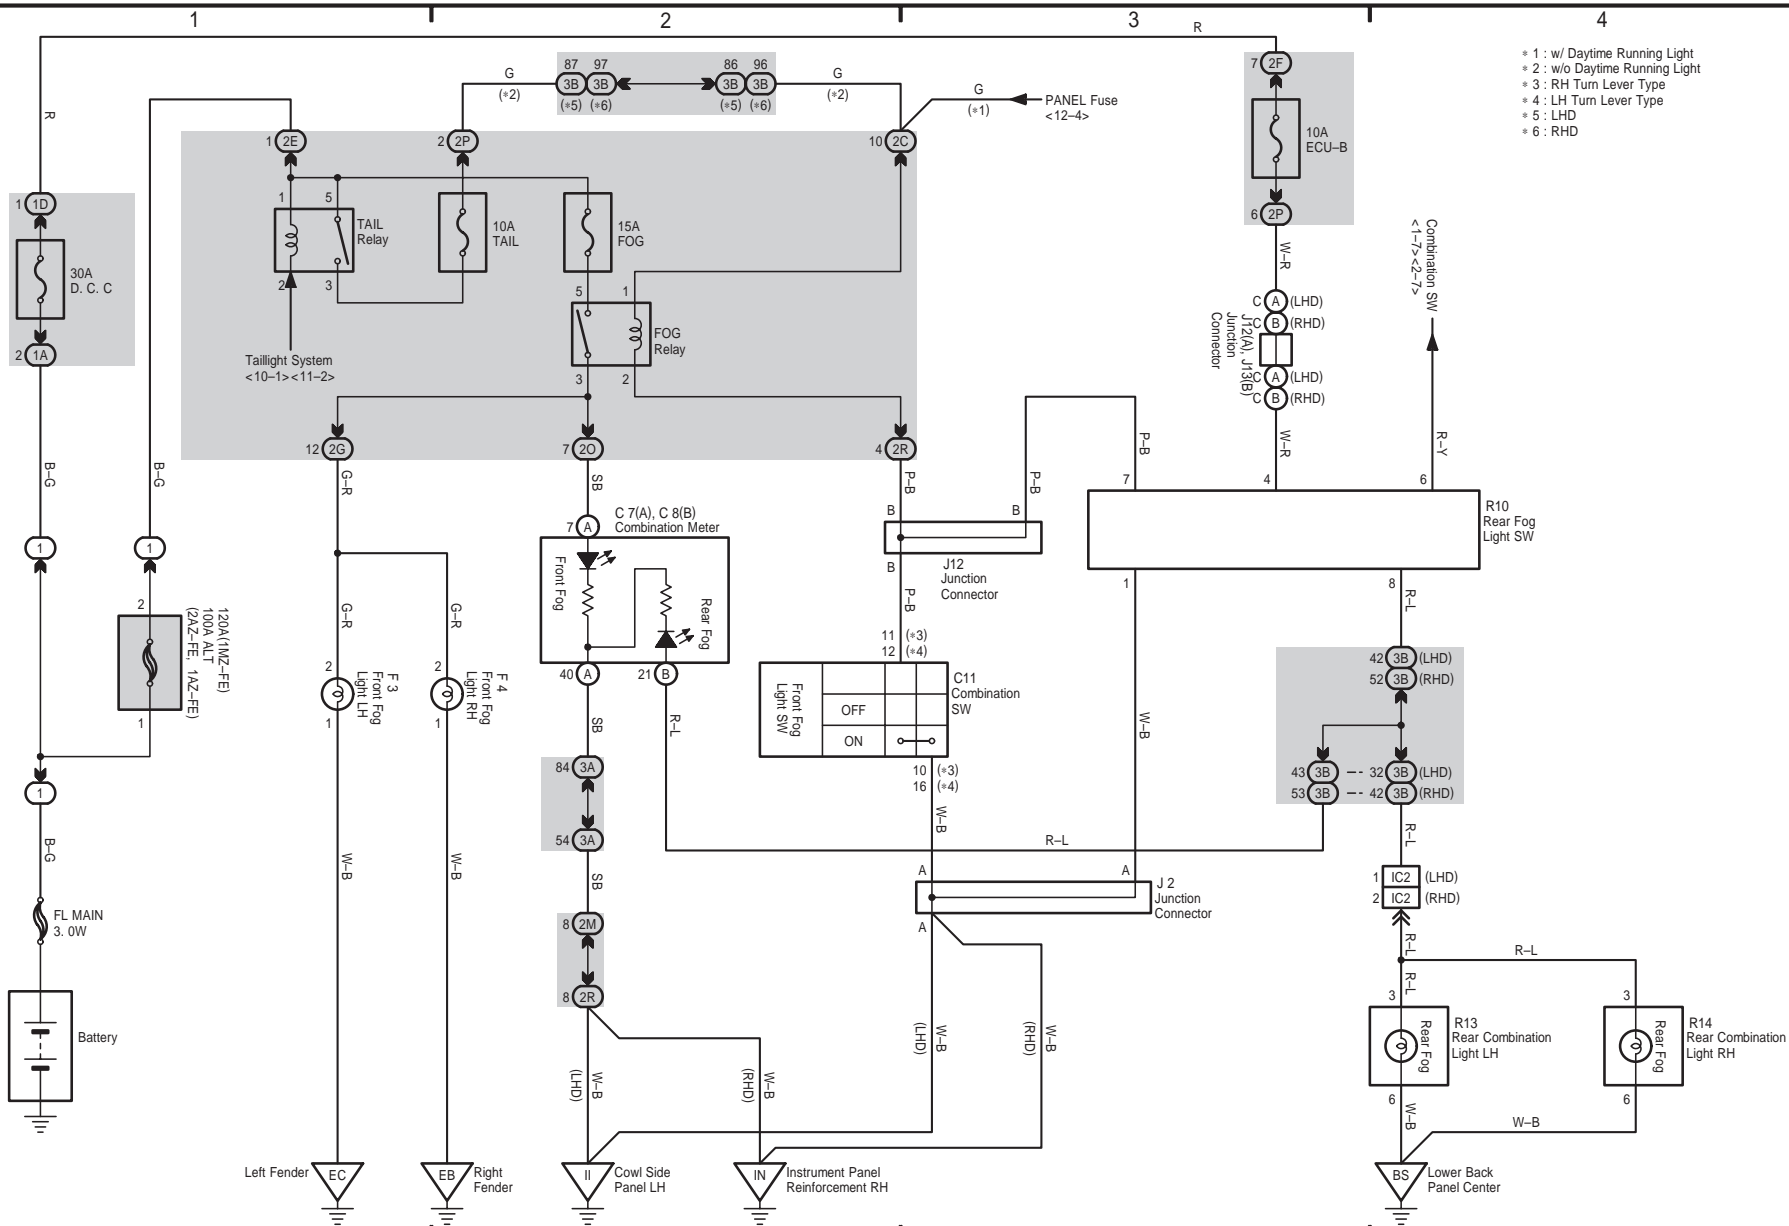 1
2
3
4
R
* 1 : w/ Daytime Running Light
* 2 : w/o Daytime Running Light
* 3 : RH Turn Lever Type
* 4 : LH Turn Lever Type
* 5 : LHD
* 6 : RHD
87 97
3B 3B
(*5) (*6)
86 96
3B 3B
(*5) (*6)
G
(*2)
G
(*2)
G
(*1)
PANEL Fuse
<12–4>
7 2F
10A
ECU–B
6 2P
R
1 1D
30A
D. C. C
2 1A
1 2E
2 2P
10 2C
1 5
TAIL
Relay
2 3
10A
TAIL
15A
FOG
5 1
FOG
Relay
3 2
Taillight System
<10–1><11–2>
12 2G
7 2O
4 2R
W–R
C A (LHD)
C B (RHD)
J12(A), J13(B)
Junction
Connector
C A (LHD)
C B (RHD)
W–R
Combination SW
<1–7><2–7>
R–Y
B–G
B–G
G–R
SB
P–B
P–B
P–B
7 4 6
R10
Rear Fog
Light SW
1 8
1
1
C 7(A), C 8(B)
Combination Meter
7 A
Front Fog
Rear Fog
40 A
21 B
B B
J12
Junction
Connector
B
P–B
11 (*3)
12 (*4)
C11
Combination
SW
Front Fog
Light SW
OFF
ON
10 (*3)
16 (*4)
W–B
2
120A(1MZ–FE)
100A ALT
(2AZ–FE, 1AZ–FE)
1
G–R
G–R
2
F 3
Front Fog
Light LH
1
2
F 4
Front Fog
Light RH
1
SB
R–L
W–B
R–L
42 3B (LHD)
52 3B (RHD)
43 3B 32 3B (LHD)
53 3B 42 3B (RHD)
84 3A
54 3A
1
B–G
W–B
W–B
SB
R–L
A A
J 2
Junction
Connector
A
R–L
1 IC2 (LHD)
2 IC2 (RHD)
R–L
R–L
R–L
FL MAIN
3. 0W
8 2M
8 2R
Battery
W–B
(LHD)
W–B
(RHD)
W–B
(LHD)
W–B
(RHD)
3
Rear Fog
R13
Rear Combination
Light LH
6
3
Rear Fog
R14
Rear Combination
Light RH
6
W–B
W–B
Left Fender
EC
EB
Right
Fender
II
Cowl Side
Panel LH
IN
Instrument Panel
Reinforcement RH
BS
Lower Back
Panel Center